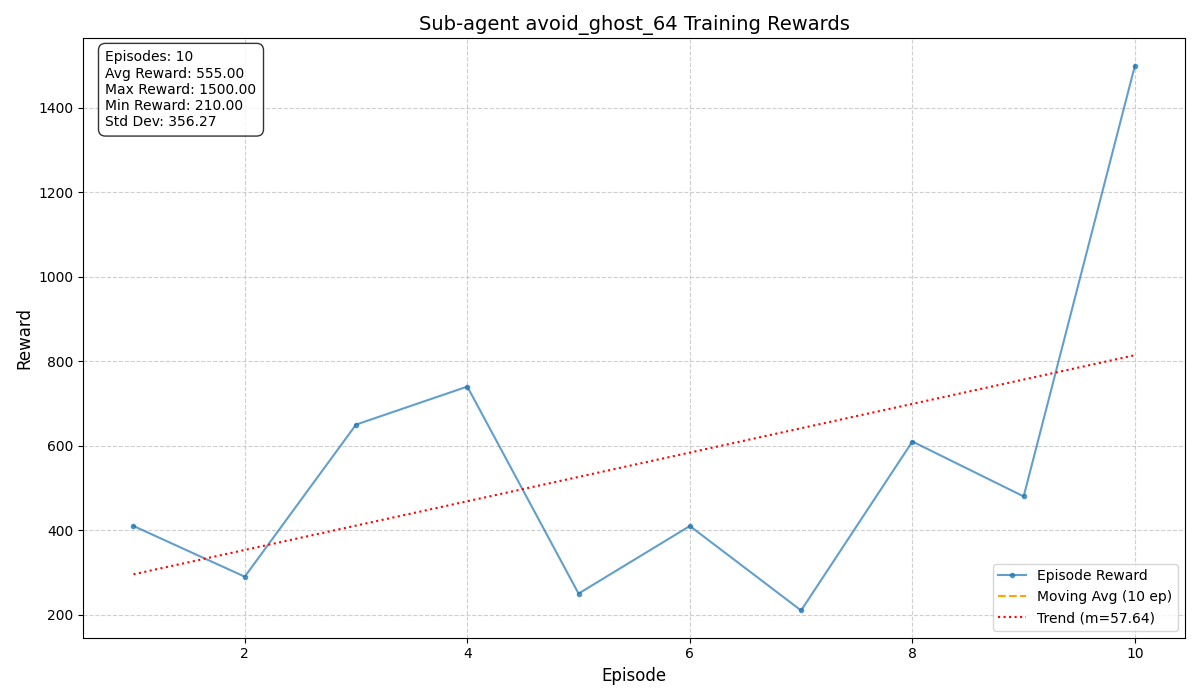 Sub-agent avoid_ghost_64 Training Rewards
Episodes: 10
Avg Reward: 555.00
Max Reward: 1500.00
Min Reward: 210.00
Std Dev: 356.27
Reward
1400
1200
1000
800
600
400
200
2
4
6
8
10
Episode
Episode Reward
Moving Avg (10 ep)
Trend (m=57.64)